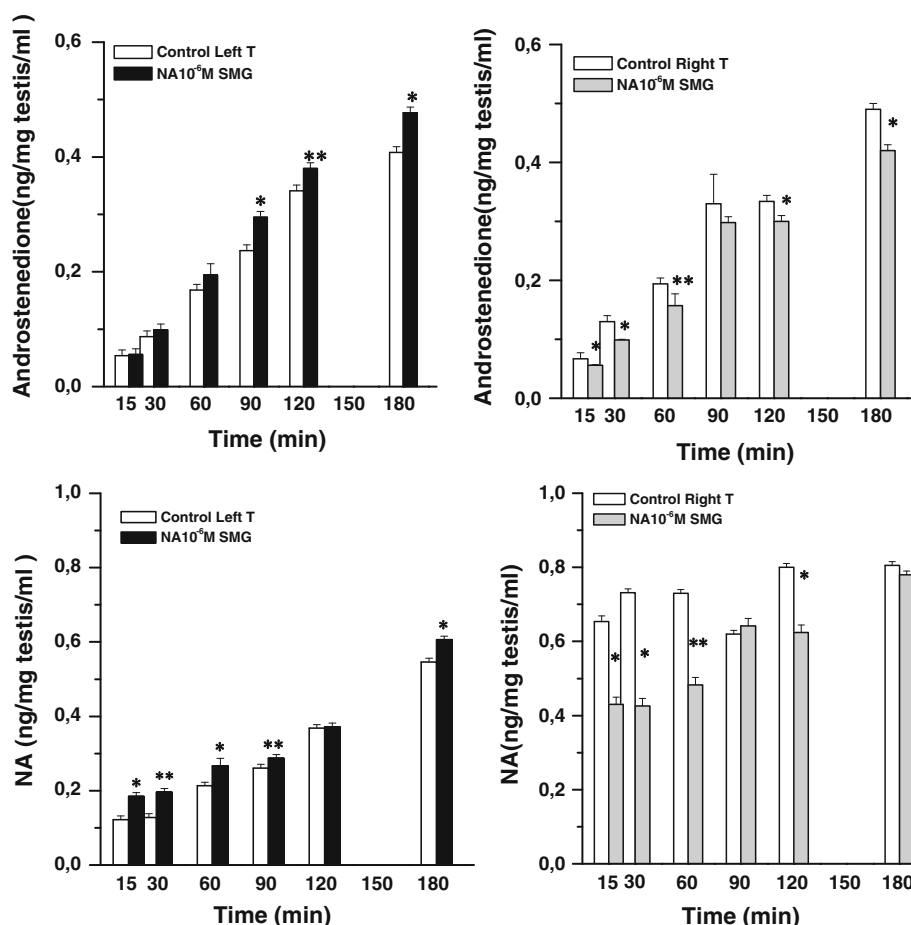 0,6
0,4
0,2
0,0
Androstenedione(ng/mg testis/ml)
Control Left T
NA10⁻⁶M SMG
*
**
*
15 30 60 90 120 150 180
Time (min)
0,6
0,4
0,2
0,0
Androstenedione(ng/mg testis/ml)
Control Right T
NA10⁻⁶M SMG
*
*
**
*
*
15 30 60 90 120 150 180
Time (min)
1,0
0,8
0,6
0,4
0,2
0,0
NA (ng/mg testis/ml )
Control Left T
NA10⁻⁶M SMG
*
**
*
**
*
15 30 60 90 120 150 180
Time (min)
1,0
0,8
0,6
0,4
0,2
0,0
NA(ng/mg testis/ml)
Control Right T
NA10⁻⁶M SMG
*
*
**
*
15 30 60 90 120 150 180
Time (min)